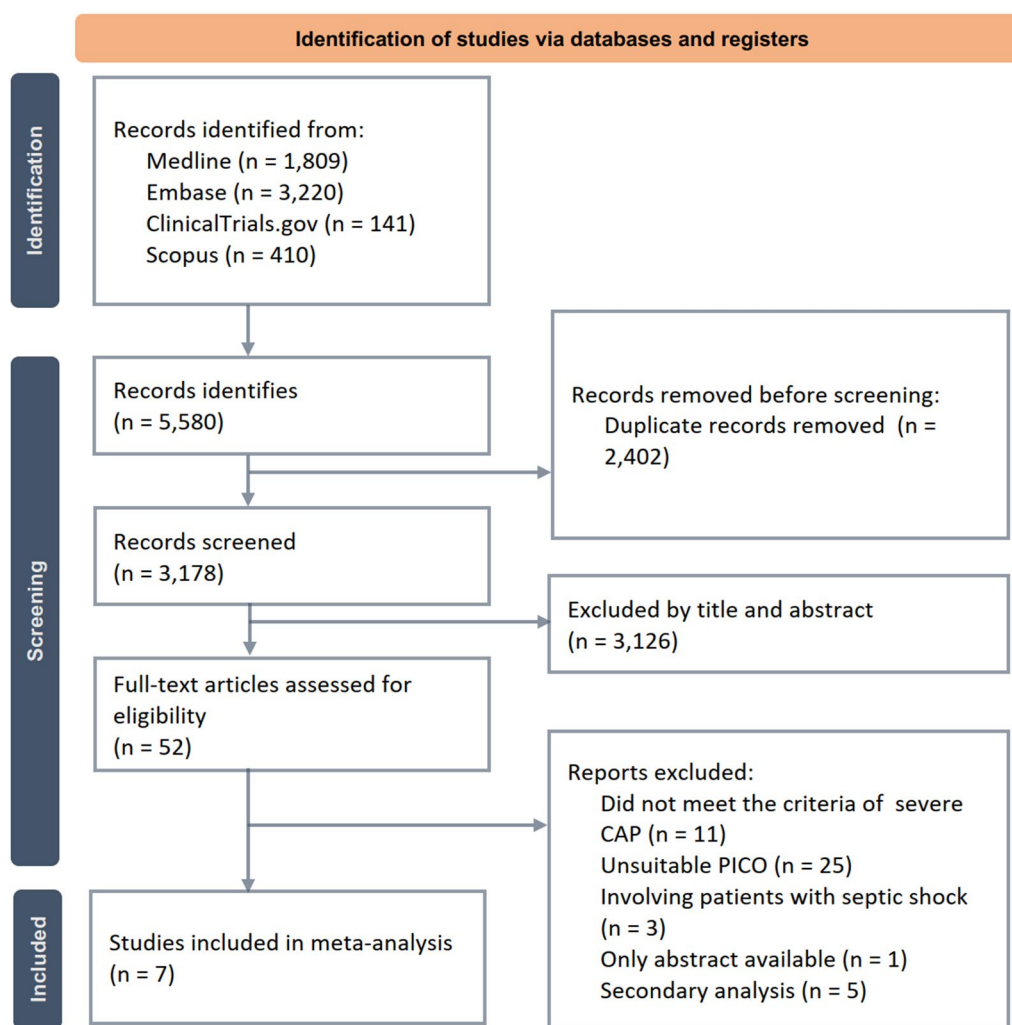 Identification of studies via databases and registers
Identification
Records identified from:
Medline (n = 1,809)
Embase (n = 3,220)
ClinicalTrials.gov (n = 141)
Scopus (n = 410)
Screening
Records identifies
(n = 5,580)
Records removed before screening:
Duplicate records removed (n =
2,402)
Records screened
(n = 3,178)
Excluded by title and abstract
(n = 3,126)
Full-text articles assessed for
eligibility
(n = 52)
Reports excluded:
Did not meet the criteria of severe
CAP (n = 11)
Unsuitable PICO (n = 25)
Involving patients with septic shock
(n = 3)
Only abstract available (n = 1)
Secondary analysis (n = 5)
Included
Studies included in meta-analysis
(n = 7)